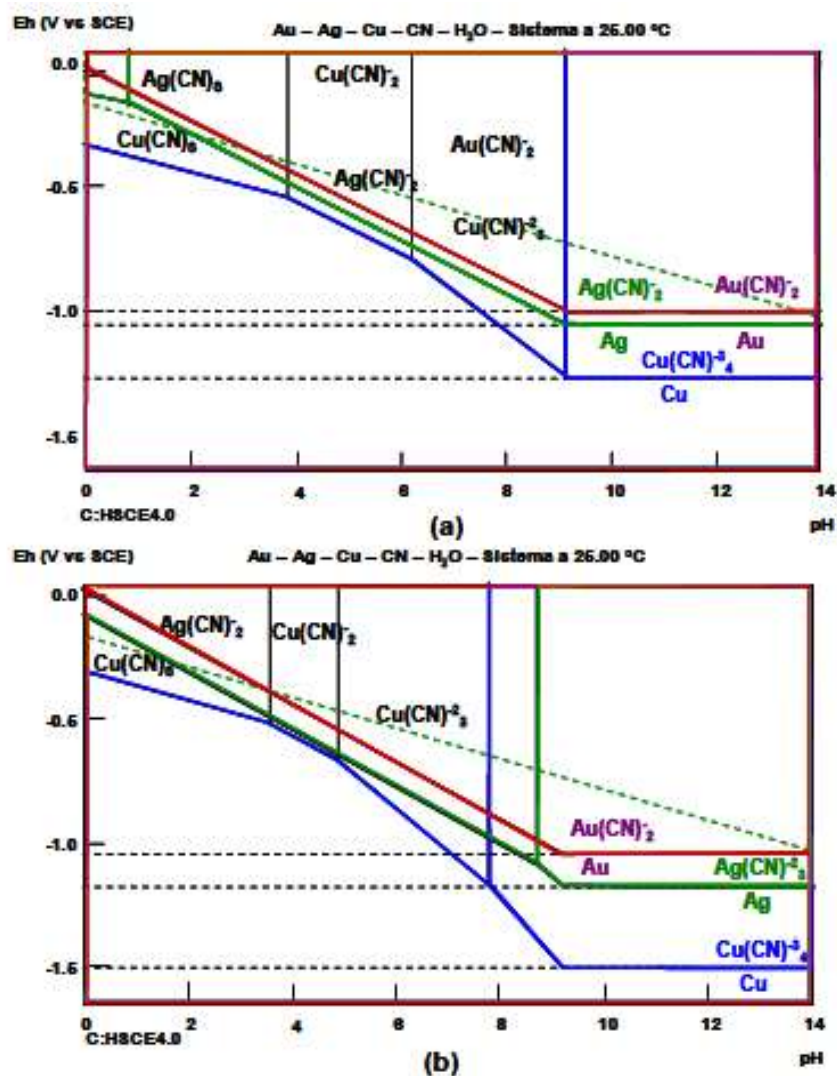 Eh (V vs SCE)
Au – Ag – Cu – CN – H₂O – Sistema a 25.00 ºC
0.0
Ag(CN)₆
Cu(CN)⁻₂
Cu(CN)₆
Au(CN)⁻₂
-0.5
Ag(CN)⁻₂
Cu(CN)⁻²₃
Ag(CN)⁻₂ Au(CN)⁻₂
-1.0
Ag Au
Cu(CN)⁻³₄
Cu
-1.5
0 2 4 6 8 10 12 14
C:HSCE4.0
(a)
pH
Eh (V vs SCE)
Au – Ag – Cu – CN – H₂O – Sistema a 25.00 ºC
0.0
Ag(CN)⁻₂
Cu(CN)⁻₂
Cu(CN)₆
Cu(CN)⁻²₃
-0.5
Au(CN)⁻₂
-1.0
Au Ag(CN)⁻²₃
Ag
Cu(CN)⁻³₄
-1.5
Cu
0 2 4 6 8 10 12 14
C:HSCE4.0
(b)
pH